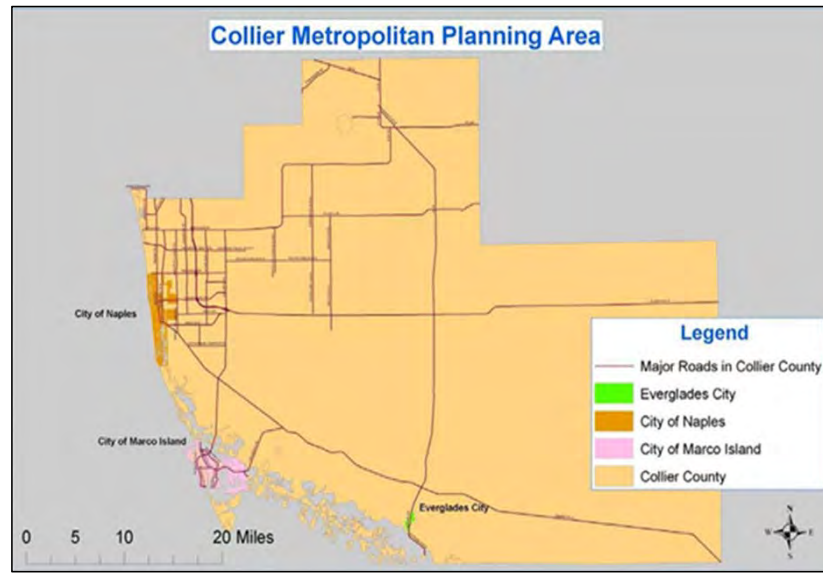 Collier Metropolitan Planning Area
City of Naples
City of Marco Island
Everglades City
Legend
Major Roads in Collier County
Everglades City
City of Naples
City of Marco Island
Collier County
0 5 10 20 Miles
N
W E
S